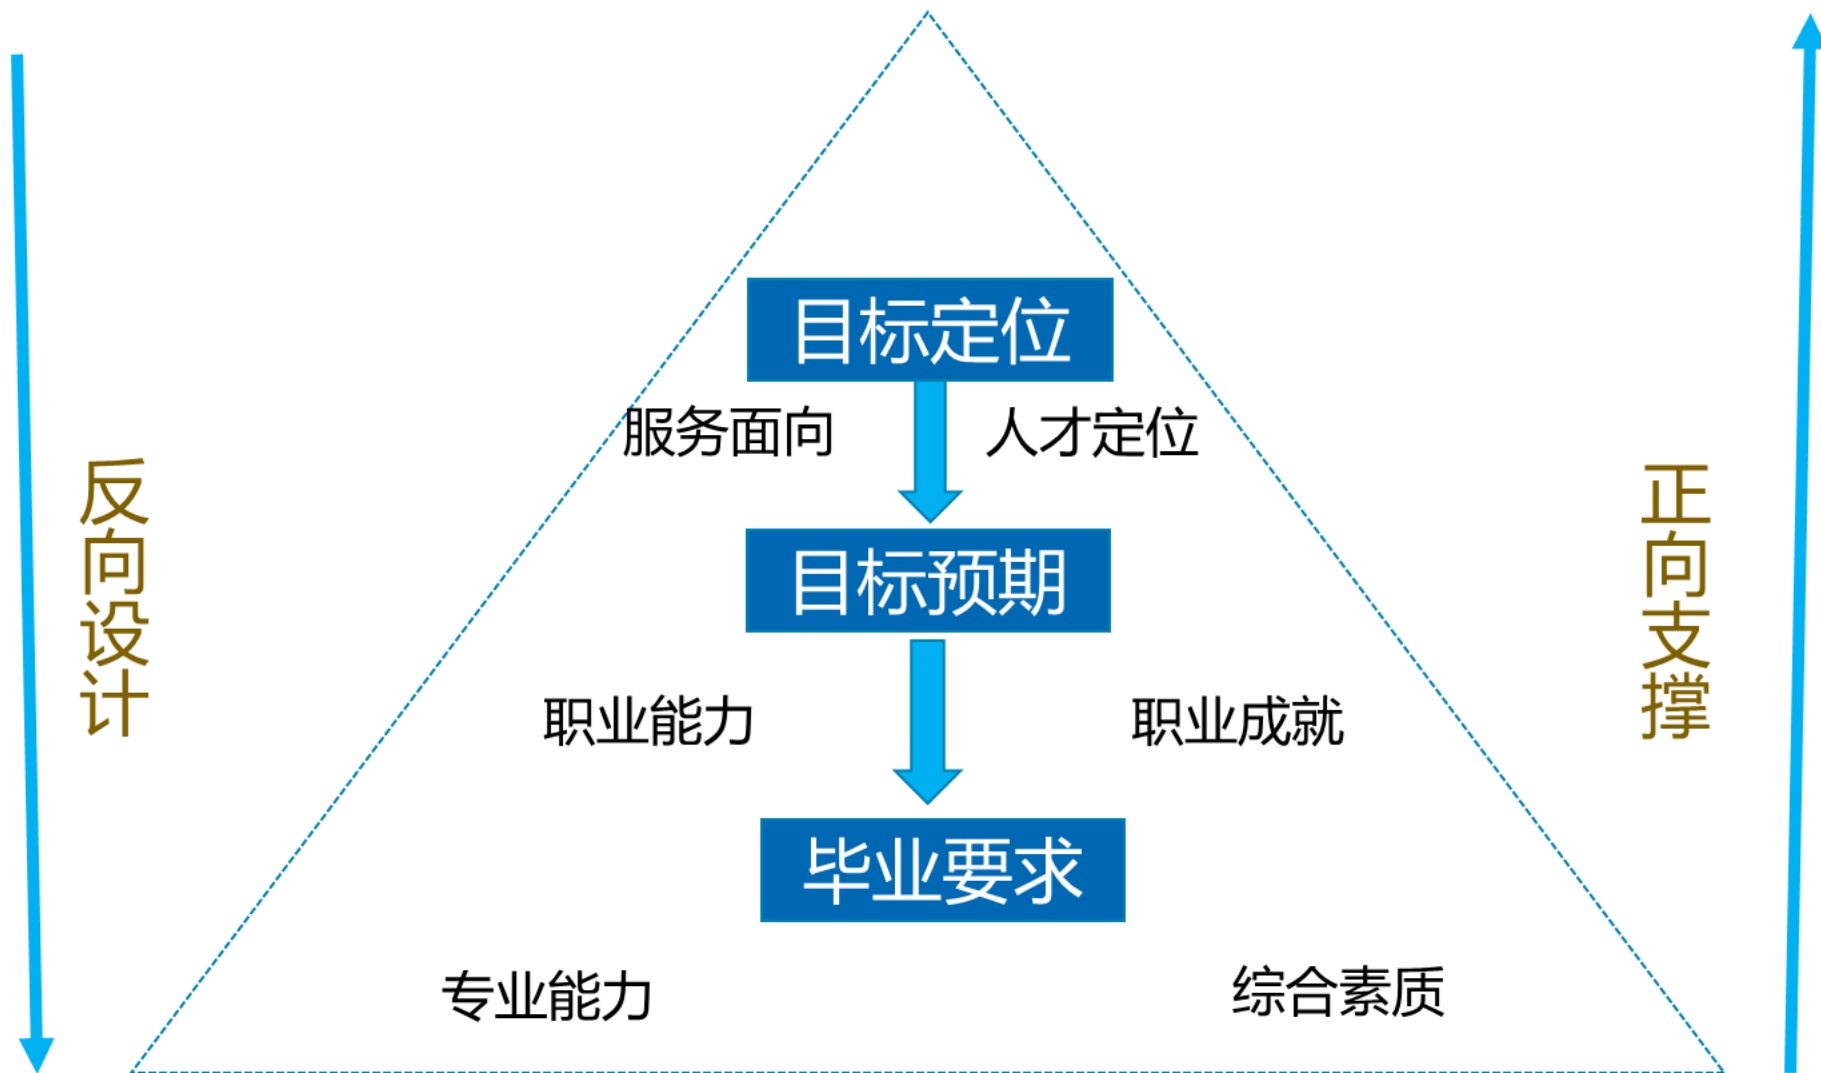 目标定位
服务面向
人才定位
反向设计
目标预期
正向支撑
职业能力
职业成就
毕业要求
专业能力
综合素质